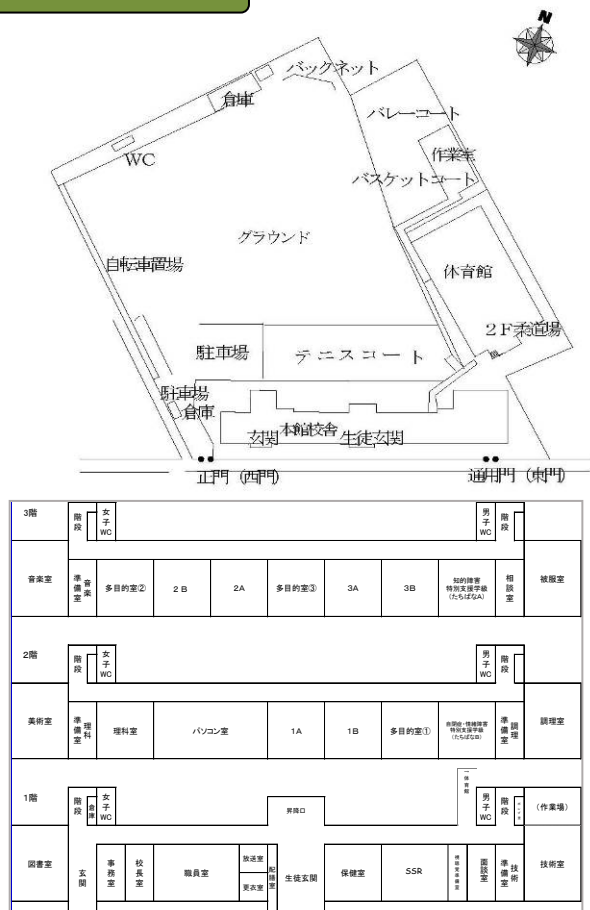 N
バックネット
倉庫
バレーコート
WC
作業室
バスケットコート
グラウンド
自転車置場
体育館
2F柔道場
駐車場
テニスコート
駐車場
倉庫
本館校舎
玄関
生徒玄関
正門(西門)
通用門(東門)
3階
階段
女子WC
男子WC
階段
音楽室
音楽準備室
多目的室②
2B
2A
多目的室③
3A
3B
知的障害
特別支援学級
(たちばなA)
相談室
被服室
2階
階段
女子WC
男子WC
階段
美術室
理科準備室
理科室
パソコン室
1A
1B
多目的室①
自閉症・情緒障害
特別支援学級
(たちばなB)
調理準備室
調理室
1階
階段
倉庫
女子WC
昇降口
体育館
男子WC
階段
(作業場)
図書室
玄関
事務室
校長室
職員室
放送室
更衣室
配膳室
生徒玄関
保健室
SSR
面談室
技術準備室
技術室